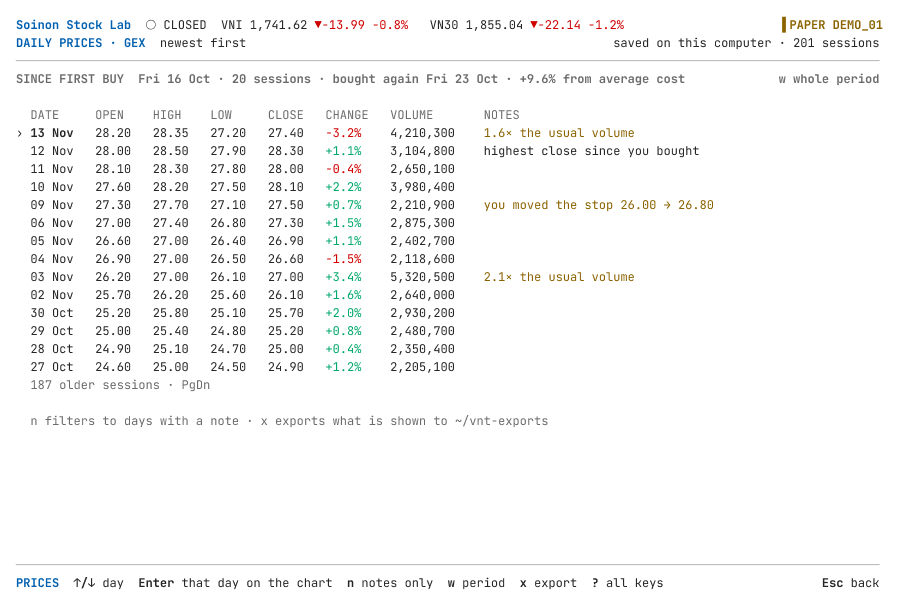 Soinon Stock Lab ○ CLOSED VNI 1,741.62 ▼-13.99 -0.8% VN30 1,855.04 ▼-22.14 -1.2% PAPER DEMO_01
DAILY PRICES · GEX newest first saved on this computer · 201 sessions
SINCE FIRST BUY Fri 16 Oct · 20 sessions · bought again Fri 23 Oct · +9.6% from average cost w whole period
DATE OPEN HIGH LOW CLOSE CHANGE VOLUME NOTES
› 13 Nov 28.20 28.35 27.20 27.40 -3.2% 4,210,300 1.6× the usual volume
12 Nov 28.00 28.50 27.90 28.30 +1.1% 3,104,800 highest close since you bought
11 Nov 28.10 28.30 27.80 28.00 -0.4% 2,650,100
10 Nov 27.60 28.20 27.50 28.10 +2.2% 3,980,400
09 Nov 27.30 27.70 27.10 27.50 +0.7% 2,210,900 you moved the stop 26.00 → 26.80
06 Nov 27.00 27.40 26.80 27.30 +1.5% 2,875,300
05 Nov 26.60 27.00 26.40 26.90 +1.1% 2,402,700
04 Nov 26.90 27.00 26.50 26.60 -1.5% 2,118,600
03 Nov 26.20 27.00 26.10 27.00 +3.4% 5,320,500 2.1× the usual volume
02 Nov 25.70 26.20 25.60 26.10 +1.6% 2,640,000
30 Oct 25.20 25.80 25.10 25.70 +2.0% 2,930,200
29 Oct 25.00 25.40 24.80 25.20 +0.8% 2,480,700
28 Oct 24.90 25.10 24.70 25.00 +0.4% 2,350,400
27 Oct 24.60 25.00 24.50 24.90 +1.2% 2,205,100
187 older sessions · PgDn
n filters to days with a note · x exports what is shown to ~/vnt-exports
PRICES ↑/↓ day Enter that day on the chart n notes only w period x export ? all keys Esc back